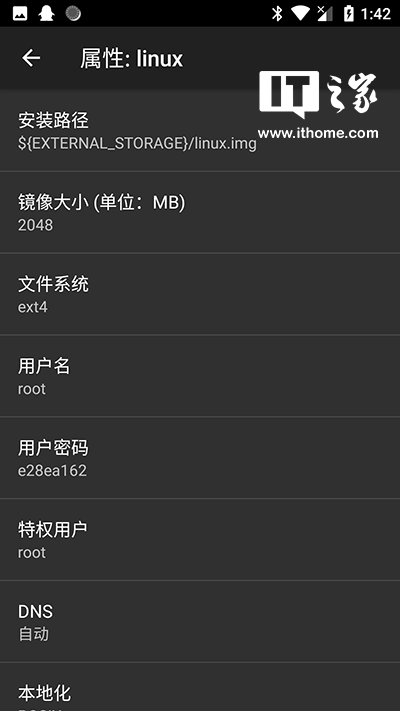 1:42
属性: linux
IT之家
www.ithome.com
安装路径
${EXTERNAL_STORAGE}/linux.img
镜像大小 (单位：MB)
2048
文件系统
ext4
用户名
root
用户密码
e28ea162
特权用户
root
DNS
自动
本地化